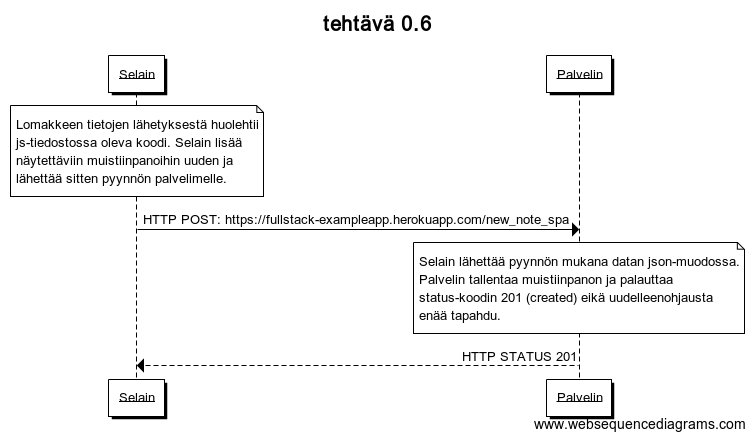 tehtävä 0.6
Selain
Palvelin
Lomakkeen tietojen lähetyksestä huolehtii
js-tiedostossa oleva koodi. Selain lisää
näytettäviin muistiinpanoihin uuden ja
lähettää sitten pyynnön palvelimelle.
HTTP POST: https://fullstack-exampleapp.herokuapp.com/new_note_spa
Selain lähettää pyynnön mukana datan json-muodossa.
Palvelin tallentaa muistiinpanon ja palauttaa
status-koodin 201 (created) eikä uudelleenohjausta
enää tapahdu.
HTTP STATUS 201
Selain
Palvelin
www.websequencediagrams.com